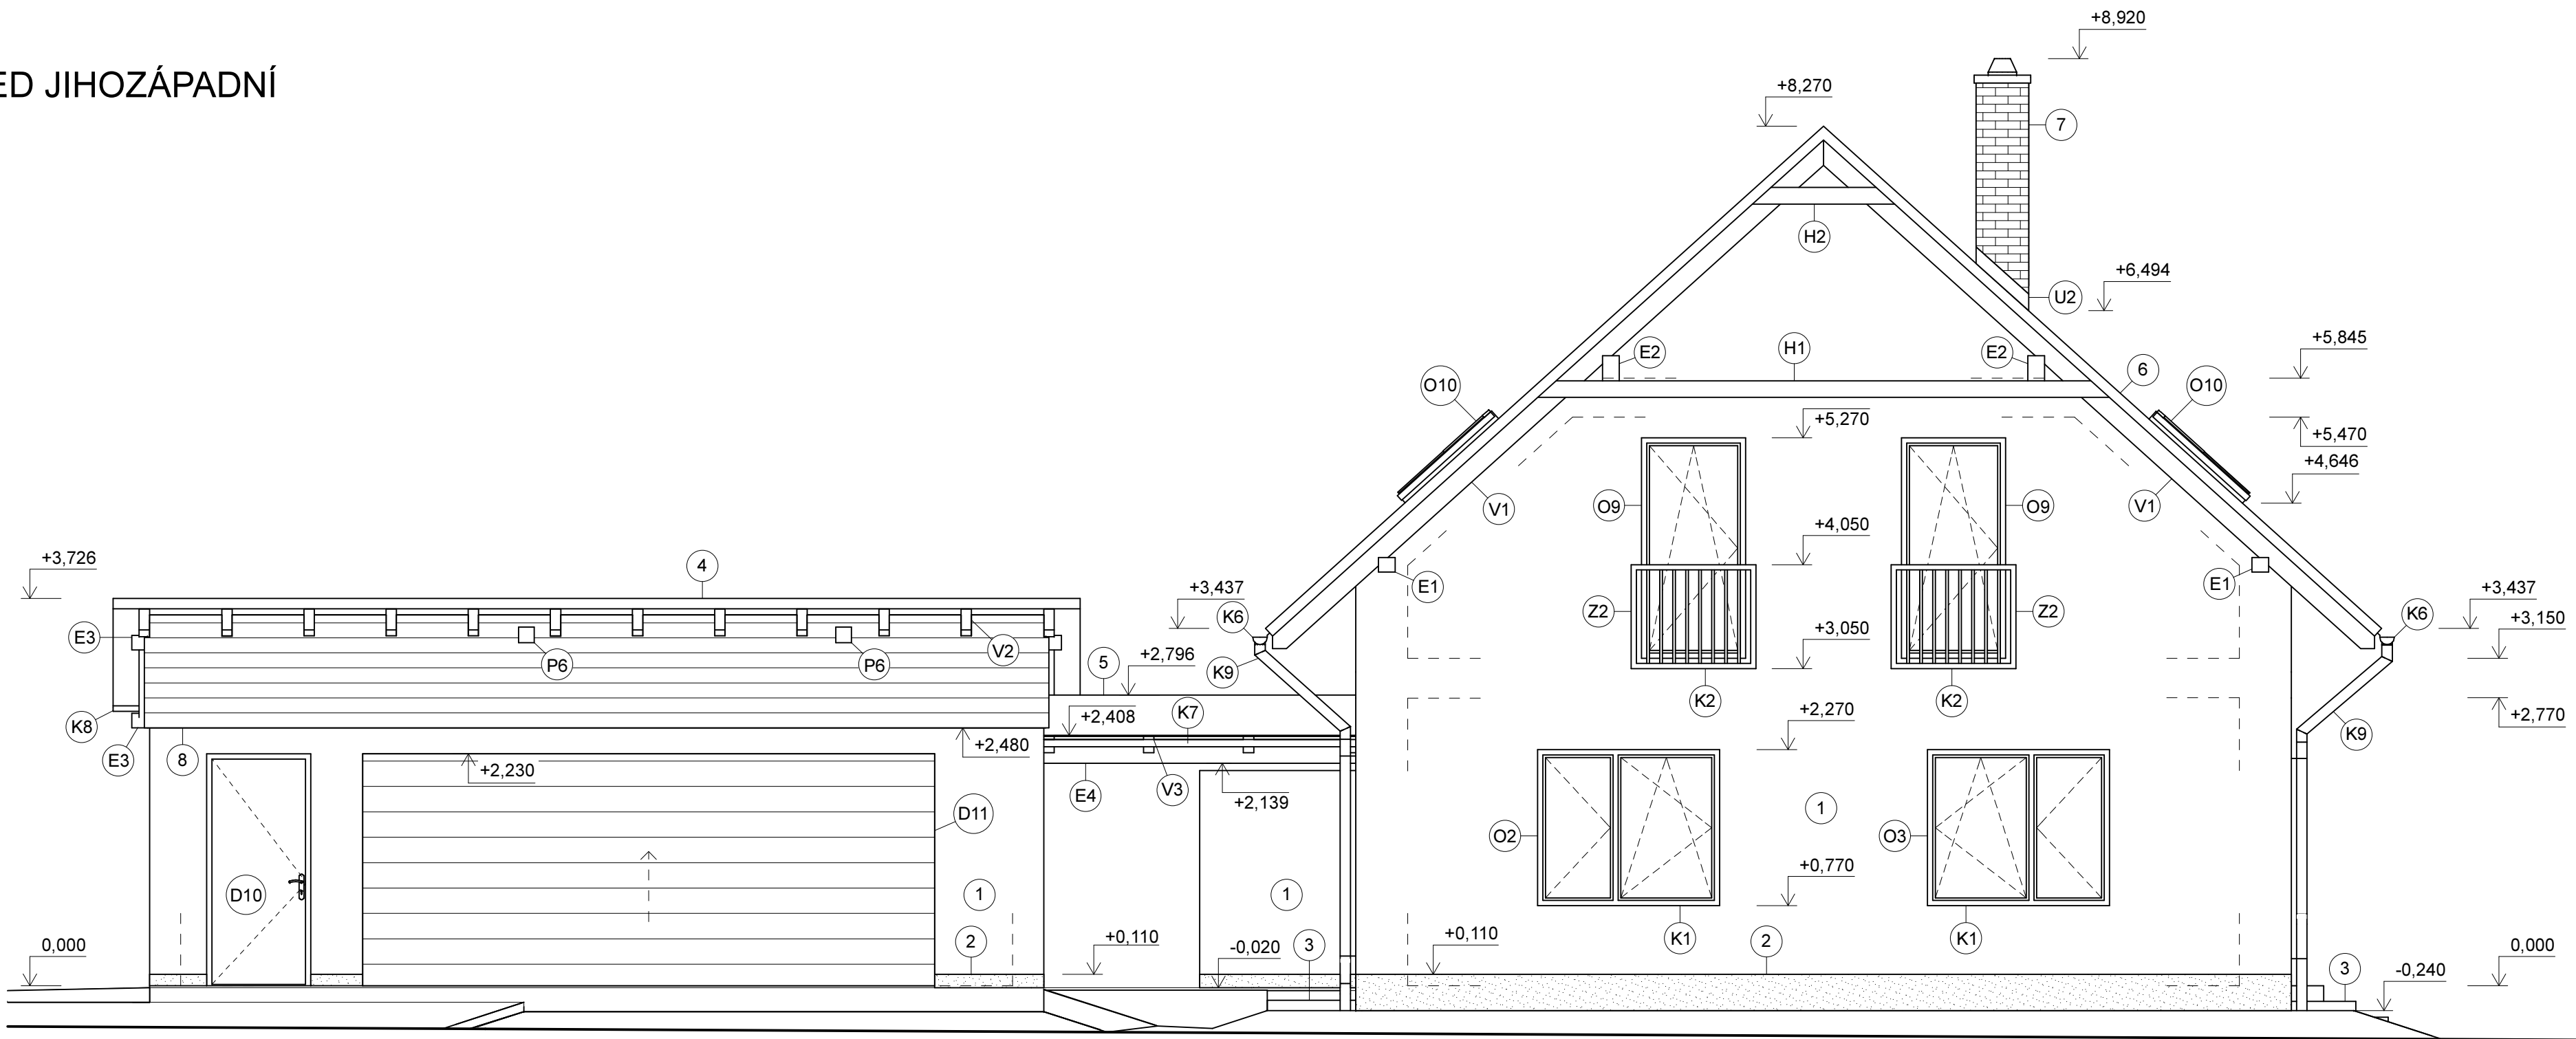 ED JIHOZÁPADNÍ
+8,920
+8,270
7
H2
+6,494
U2
+5,845
E2
H1
E2
6
O10
O10
+5,270
+5,470
+4,646
V1
O9
O9
V1
+4,050
+3,726
4
E1
E1
+3,437
K6
Z2
Z2
+3,437
K6
+3,150
E3
P6
P6
V2
+3,050
5
+2,796
K9
K2
K2
K8
+2,408
K7
+2,270
+2,770
E3
8
+2,480
K9
+2,230
E4
V3
+2,139
D11
O2
1
O3
+0,770
D10
1
1
0,000
2
+0,110
-0,020
3
+0,110
K1
2
K1
0,000
3
-0,240